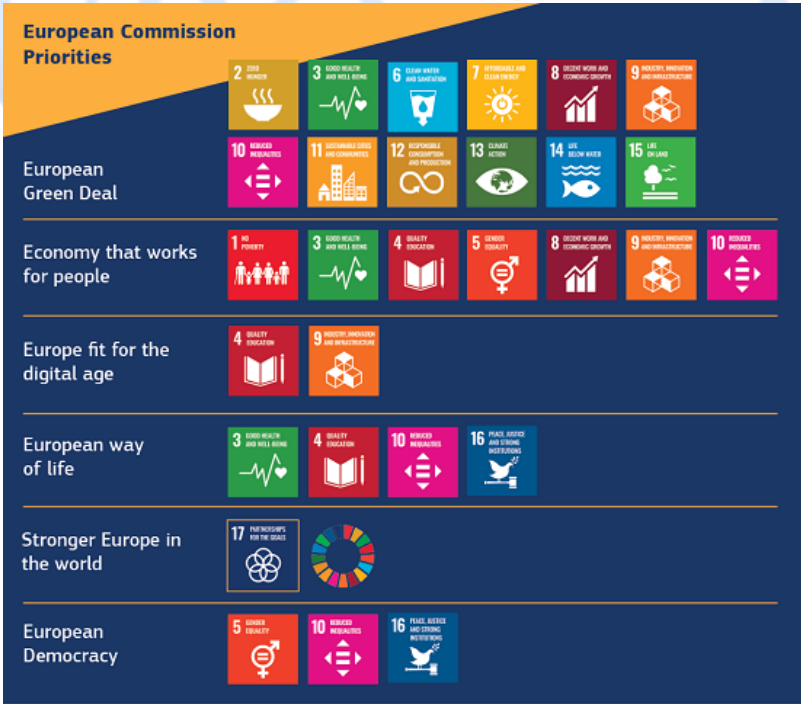 European Commission
Priorities
2 ZERO
HUNGER
3 GOOD HEALTH
AND WELL-BEING
6 CLEAN WATER
AND SANITATION
7 AFFORDABLE AND
CLEAN ENERGY
8 DECENT WORK AND
ECONOMIC GROWTH
9 INDUSTRY, INNOVATION
AND INFRASTRUCTURE
European
Green Deal
10 REDUCED
INEQUALITIES
11 SUSTAINABLE CITIES
AND COMMUNITIES
12 RESPONSIBLE
CONSUMPTION
AND PRODUCTION
13 CLIMATE
ACTION
14 LIFE
BELOW WATER
15 LIFE
ON LAND
Economy that works
for people
1 NO
POVERTY
3 GOOD HEALTH
AND WELL-BEING
4 QUALITY
EDUCATION
5 GENDER
EQUALITY
8 DECENT WORK AND
ECONOMIC GROWTH
9 INDUSTRY, INNOVATION
AND INFRASTRUCTURE
10 REDUCED
INEQUALITIES
Europe fit for the
digital age
4 QUALITY
EDUCATION
9 INDUSTRY, INNOVATION
AND INFRASTRUCTURE
European way
of life
3 GOOD HEALTH
AND WELL-BEING
4 QUALITY
EDUCATION
10 REDUCED
INEQUALITIES
16 PEACE, JUSTICE
AND STRONG
INSTITUTIONS
Stronger Europe in
the world
17 PARTNERSHIPS
FOR THE GOALS
European
Democracy
5 GENDER
EQUALITY
10 REDUCED
INEQUALITIES
16 PEACE, JUSTICE
AND STRONG
INSTITUTIONS